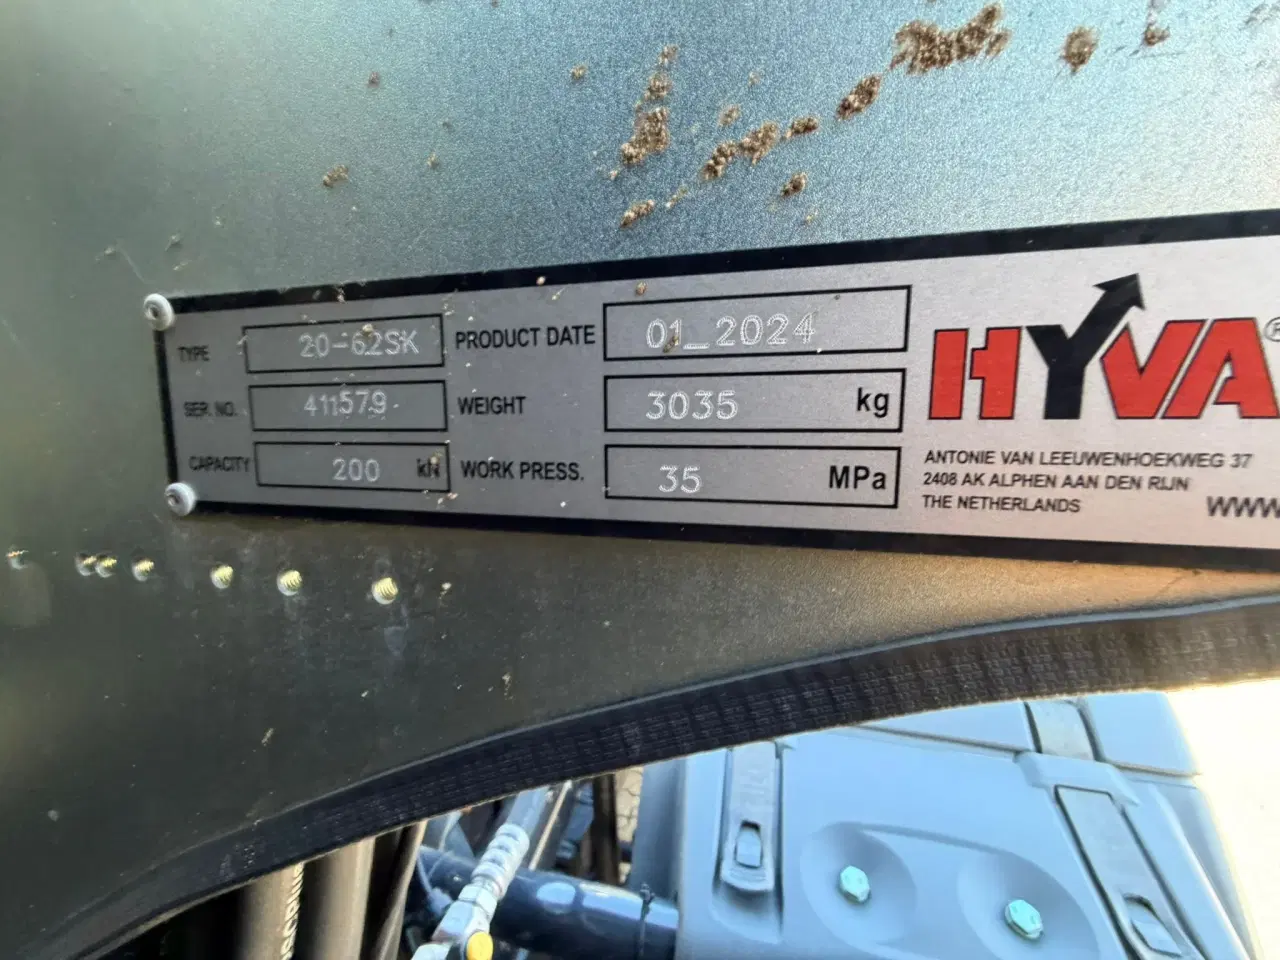 TYPE 20-62SK PRODUCT DATE 01_2024
SER. NO. 411579 WEIGHT 3035 kg
CAPACITY 200 kN WORK PRESS. 35 MPa
HYVA®
ANTONIE VAN LEEUWENHOEKWEG 37
2408 AK ALPHEN AAN DEN RIJN
THE NETHERLANDS
WWW.